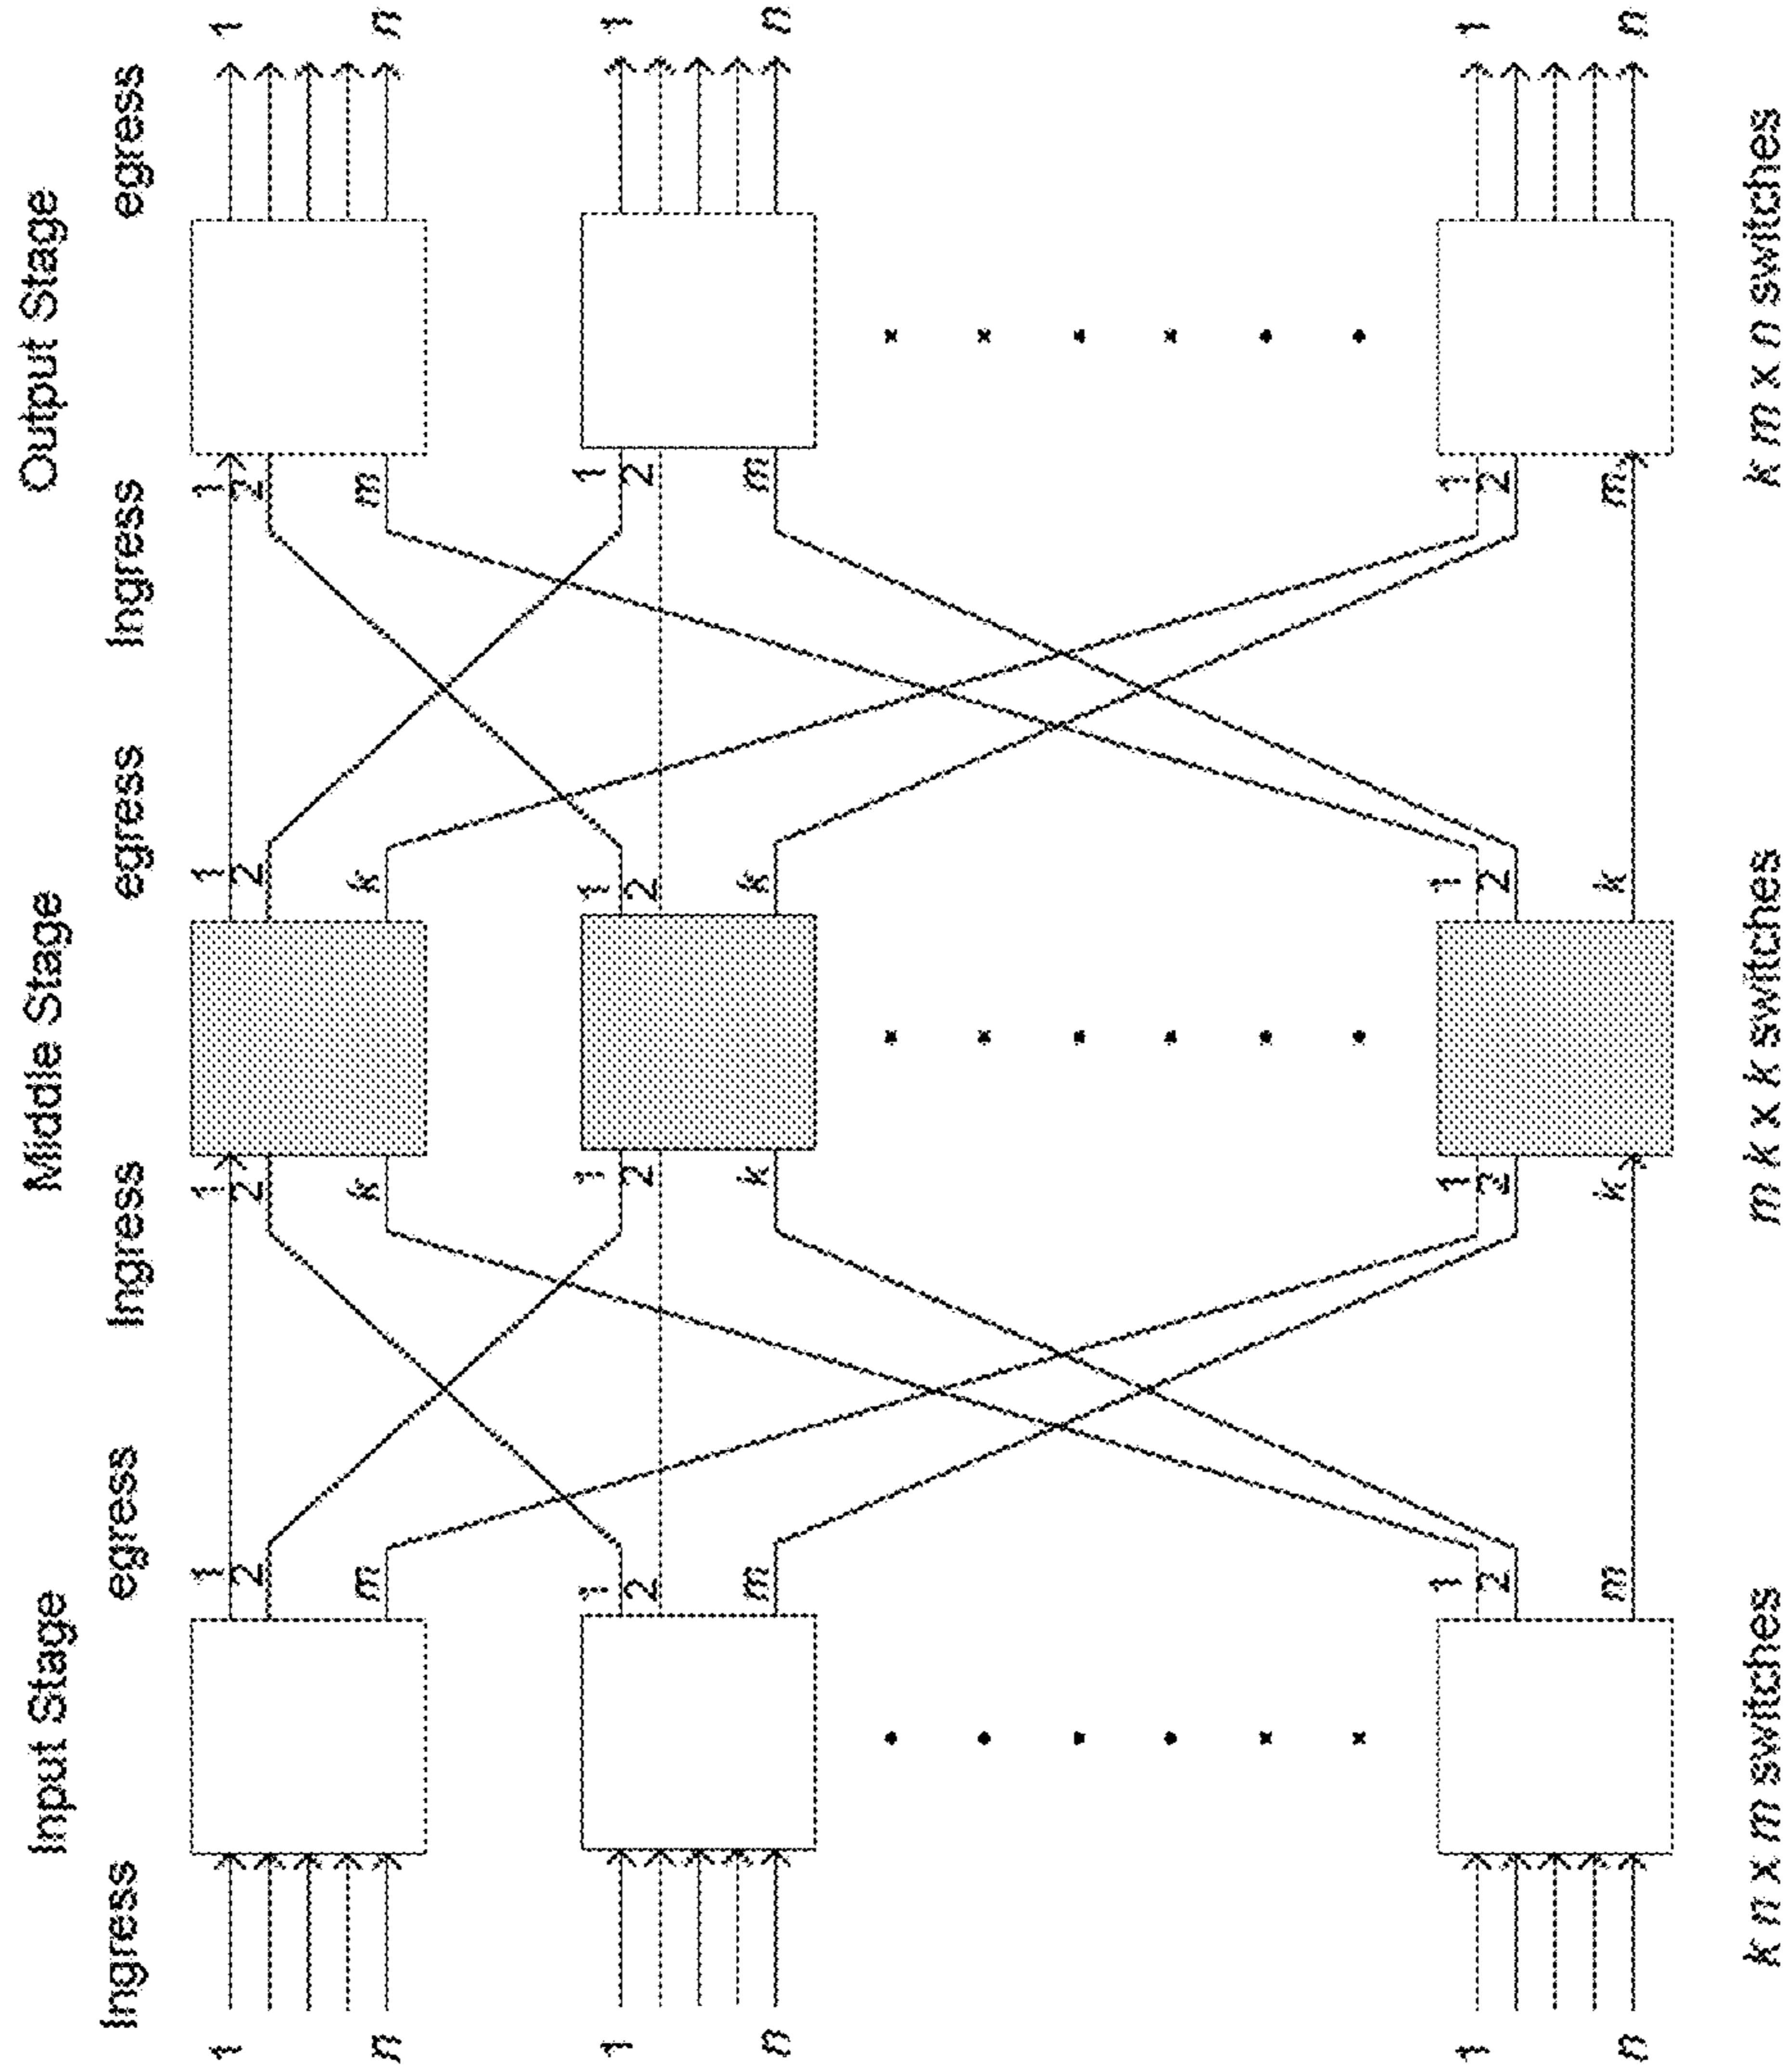 Input Stage Middle Stage Output Stage
Ingress egress Ingress egress Ingress egress
1 1 1 1 1 1
2 2 2 2
n m k k m n
1 1 1 1 1 1
2 2 2 2
n m k k m n
1 1 1 1 1 1
2 2 2 2
n m k k m n
k n x m switches m k x k switches k m x n switches